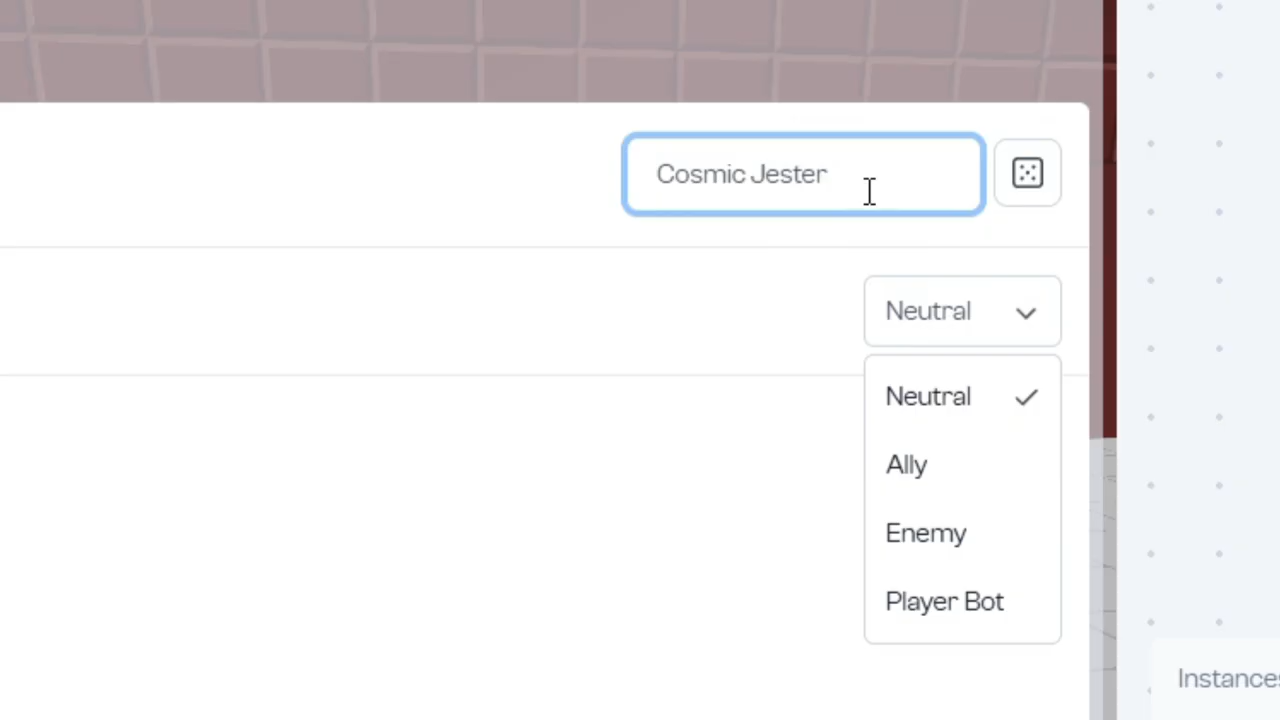 Cosmic Jester
Neutral
Neutral
Ally
Enemy
Player Bot
Instances